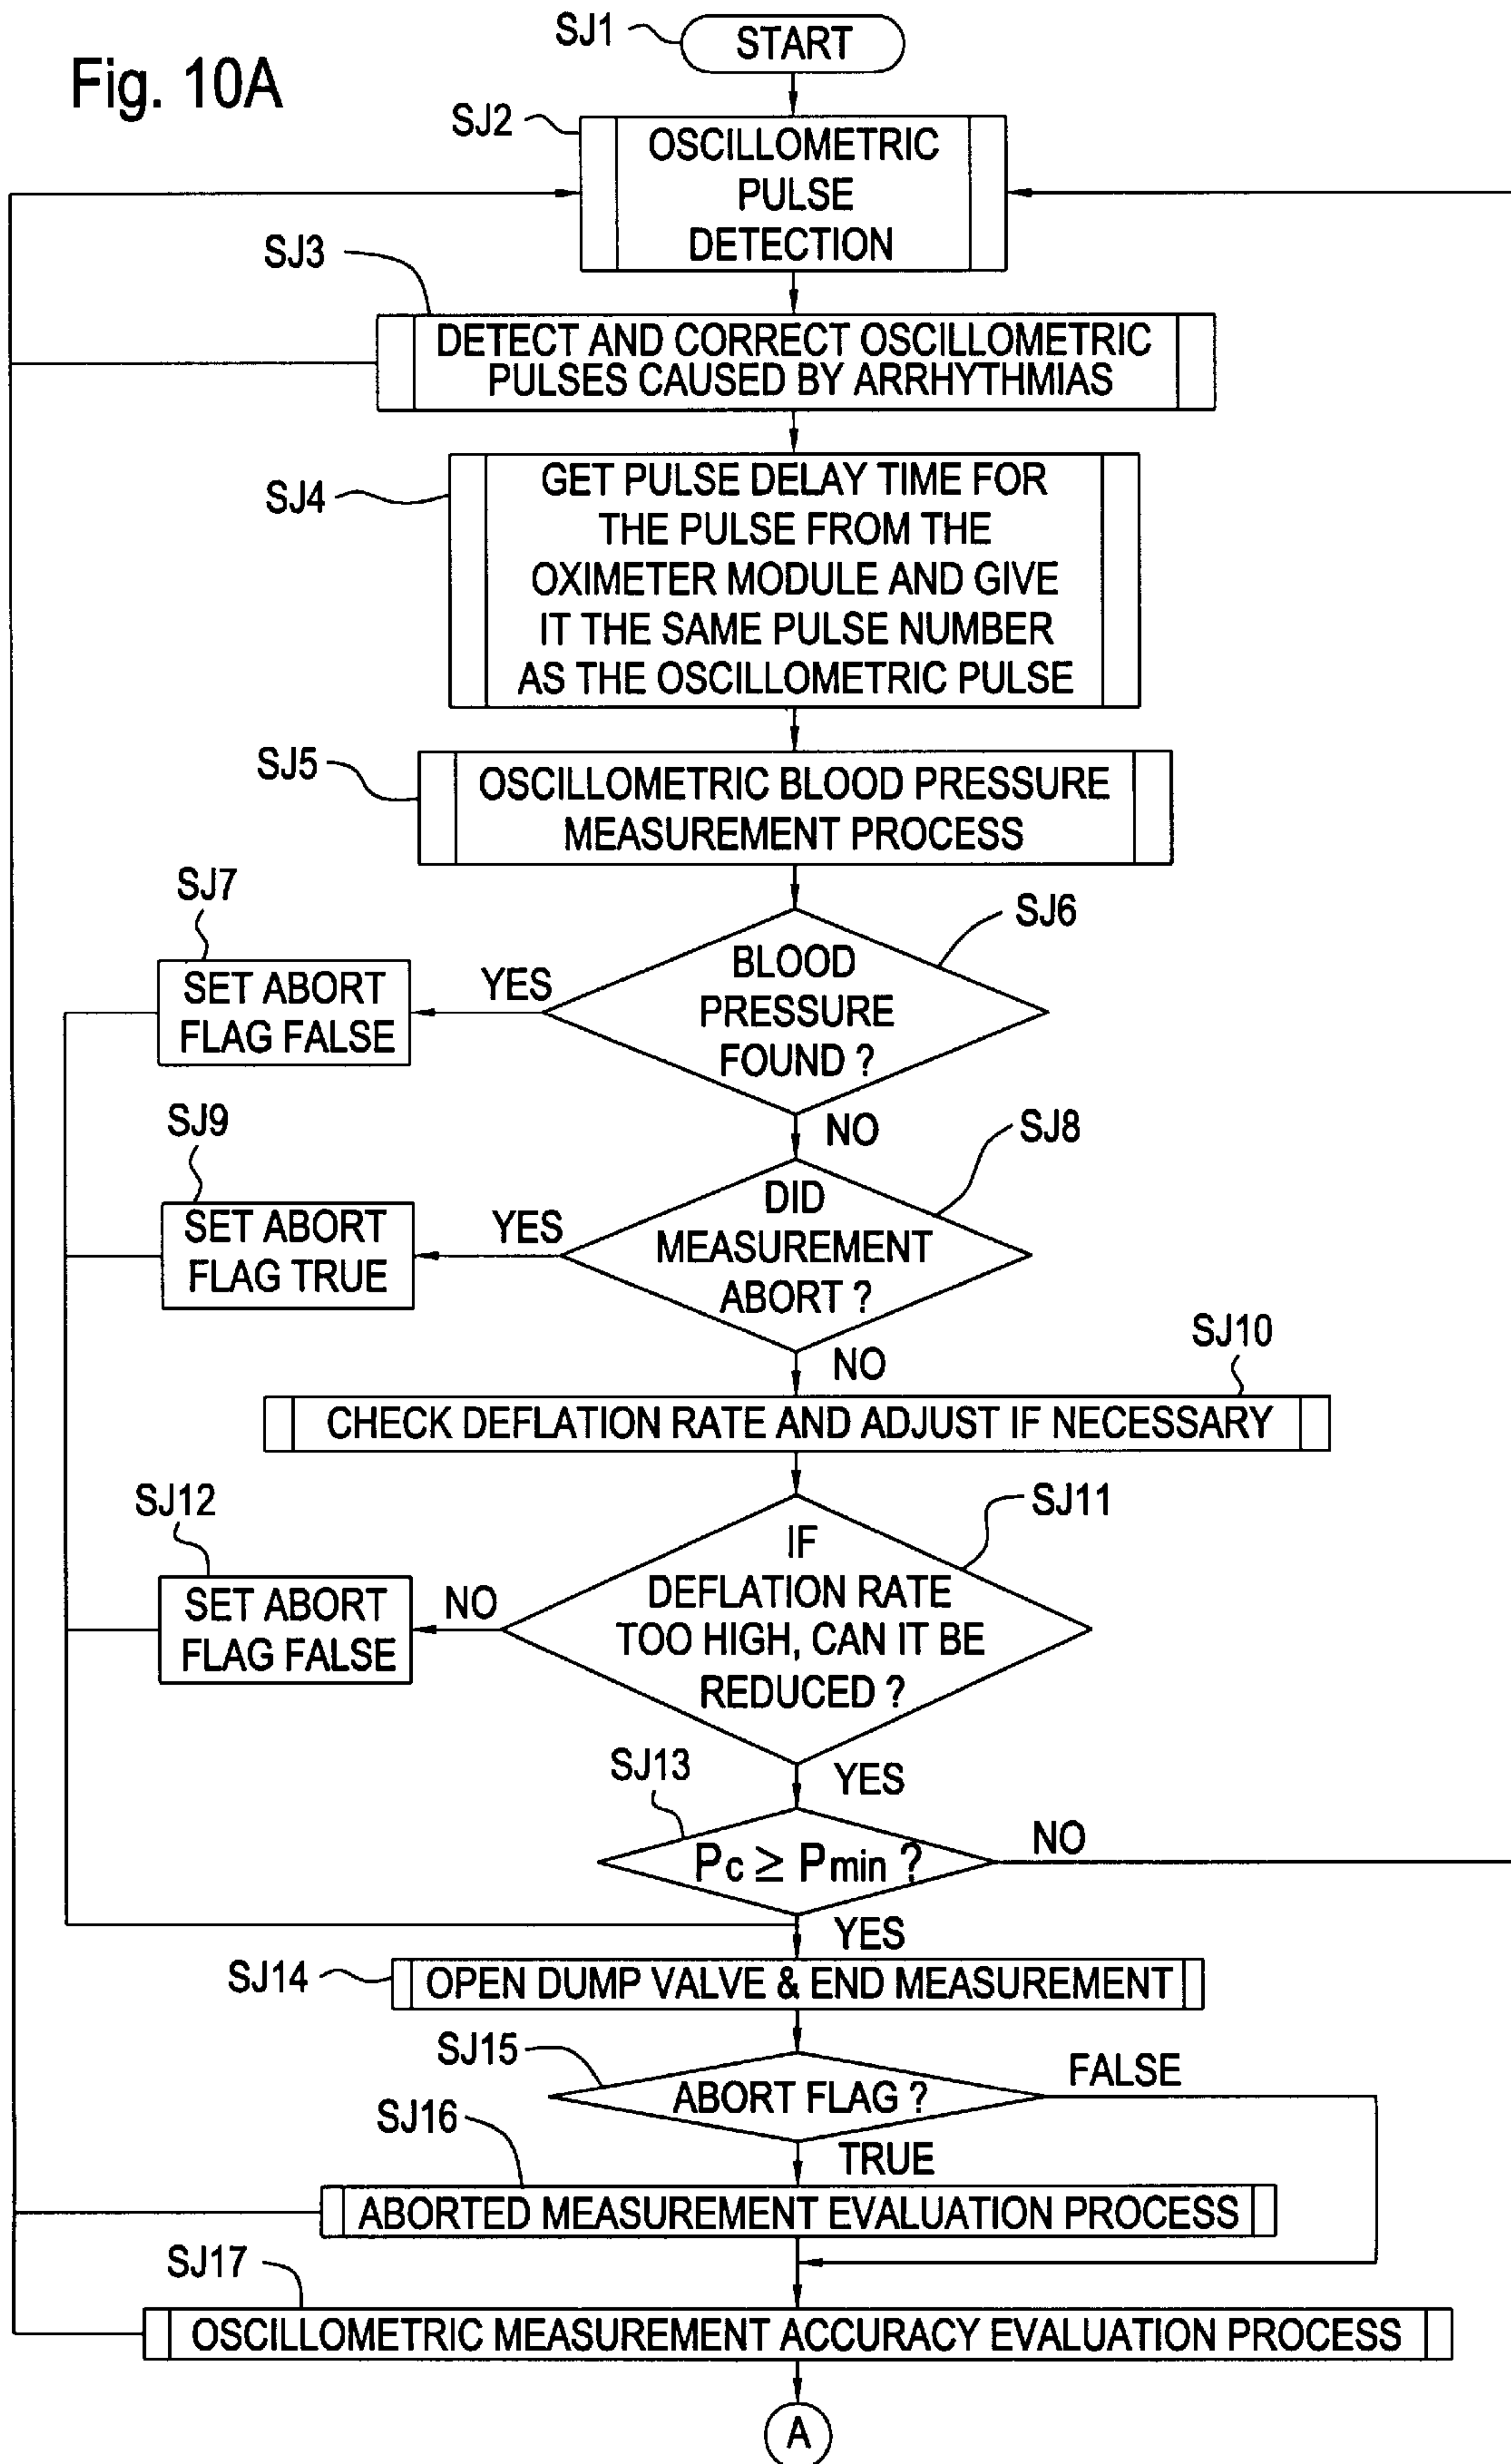 Fig. 10A
SJ1
START
SJ2
OSCILLOMETRIC
PULSE
DETECTION
SJ3
DETECT AND CORRECT OSCILLOMETRIC
PULSES CAUSED BY ARRHYTHMIAS
SJ4
GET PULSE DELAY TIME FOR
THE PULSE FROM THE
OXIMETER MODULE AND GIVE
IT THE SAME PULSE NUMBER
AS THE OSCILLOMETRIC PULSE
SJ5
OSCILLOMETRIC BLOOD PRESSURE
MEASUREMENT PROCESS
SJ6
BLOOD
PRESSURE
FOUND ?
YES
SJ7
SET ABORT
FLAG FALSE
NO
SJ8
DID
MEASUREMENT
ABORT ?
YES
SJ9
SET ABORT
FLAG TRUE
NO
SJ10
CHECK DEFLATION RATE AND ADJUST IF NECESSARY
SJ11
IF
DEFLATION RATE
TOO HIGH, CAN IT BE
REDUCED ?
NO
SJ12
SET ABORT
FLAG FALSE
YES
SJ13
Pc ≥ Pmin ?
NO
YES
SJ14
OPEN DUMP VALVE & END MEASUREMENT
SJ15
ABORT FLAG ?
FALSE
TRUE
SJ16
ABORTED MEASUREMENT EVALUATION PROCESS
SJ17
OSCILLOMETRIC MEASUREMENT ACCURACY EVALUATION PROCESS
A